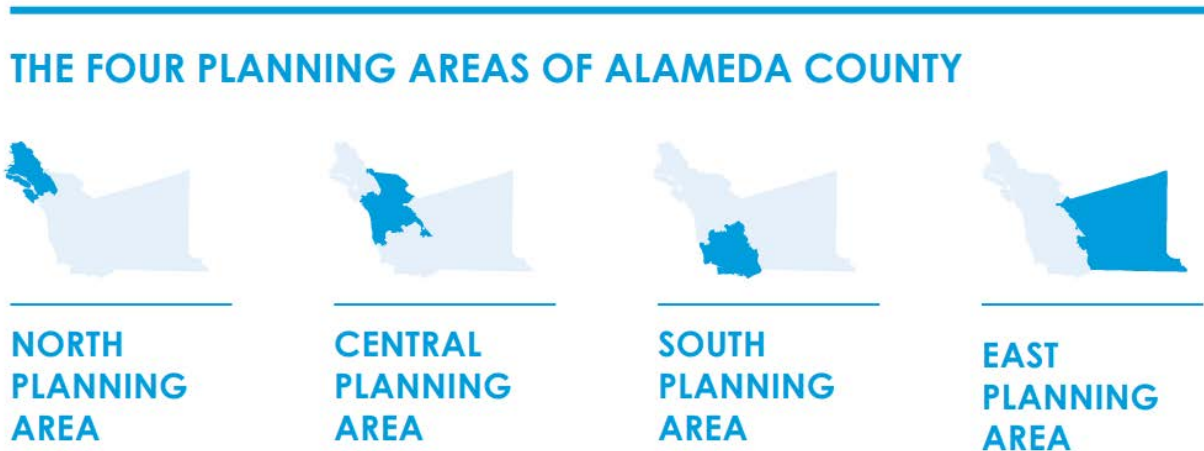 THE FOUR PLANNING AREAS OF ALAMEDA COUNTY
NORTH
PLANNING
AREA
CENTRAL
PLANNING
AREA
SOUTH
PLANNING
AREA
EAST
PLANNING
AREA